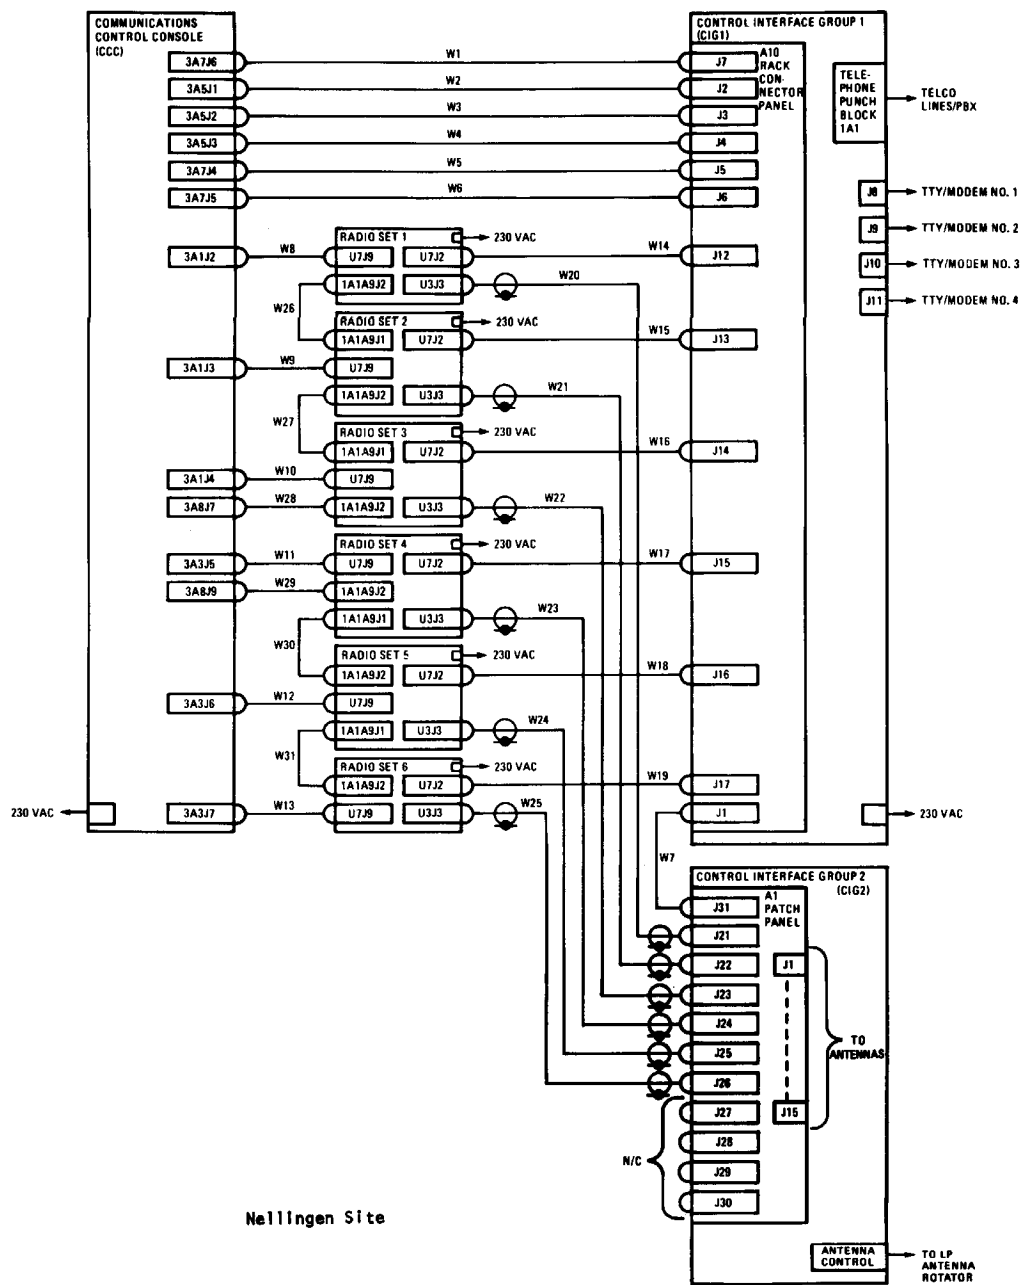 COMMUNICATIONS
CONTROL CONSOLE
(CCC)
3A7J6
3A5J1
3A5J2
3A5J3
3A7J4
3A7J5
3A1J2
3A1J3
3A1J4
3A8J7
3A3J5
3A8J9
3A3J6
3A3J7
230 VAC
W1
W2
W3
W4
W5
W6
W8
W26
W9
W27
W10
W28
W11
W29
W30
W12
W31
W13
RADIO SET 1
230 VAC
U7J9
U7J2
1A1A9J2
U3J3
RADIO SET 2
230 VAC
1A1A9J1
U7J2
U7J9
1A1A9J2
U3J3
RADIO SET 3
230 VAC
1A1A9J1
U7J2
U7J9
1A1A9J2
U3J3
RADIO SET 4
230 VAC
U7J9
U7J2
1A1A9J2
1A1A9J1
U3J3
RADIO SET 5
230 VAC
1A1A9J2
U7J2
U7J9
1A1A9J1
U3J3
RADIO SET 6
230 VAC
1A1A9J2
U7J2
U7J9
U3J3
W14
W20
W15
W21
W16
W22
W17
W23
W18
W24
W19
W25
W7
CONTROL INTERFACE GROUP 1
(CIG1)
A10
RACK
CON-
NECTOR
PANEL
J7
J2
J3
J4
J5
J6
J12
J13
J14
J15
J16
J17
J1
TELE-
PHONE
PUNCH
BLOCK
1A1
TELCO
LINES/PBX
J8
TTY/MODEM NO. 1
J9
TTY/MODEM NO. 2
J10
TTY/MODEM NO. 3
J11
TTY/MODEM NO. 4
230 VAC
CONTROL INTERFACE GROUP 2
(CIG2)
A1
PATCH
PANEL
J31
J21
J22
J23
J24
J25
J26
J27
J28
J29
J30
N/C
J1
J15
TO
ANTENNAS
ANTENNA
CONTROL
TO LP
ANTENNA
ROTATOR
Nellingen Site